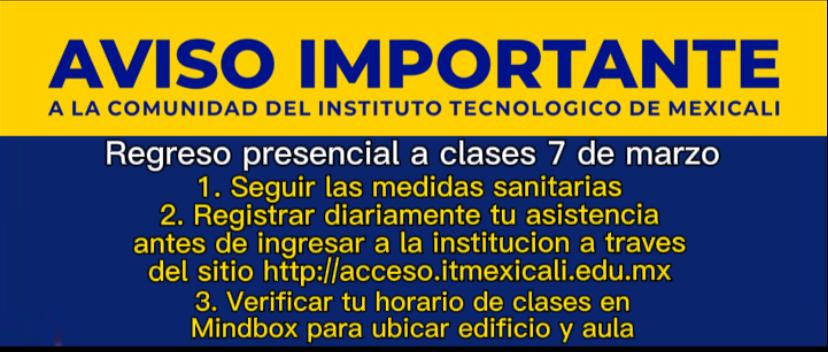 AVISO IMPORTANTE
A LA COMUNIDAD DEL INSTITUTO TECNOLOGICO DE MEXICALI
Regreso presencial a clases 7 de marzo
1. Seguir las medidas sanitarias
2. Registrar diariamente tu asistencia
antes de ingresar a la institucion a traves
del sitio http://acceso.itmexicali.edu.mx
3. Verificar tu horario de clases en
Mindbox para ubicar edificio y aula